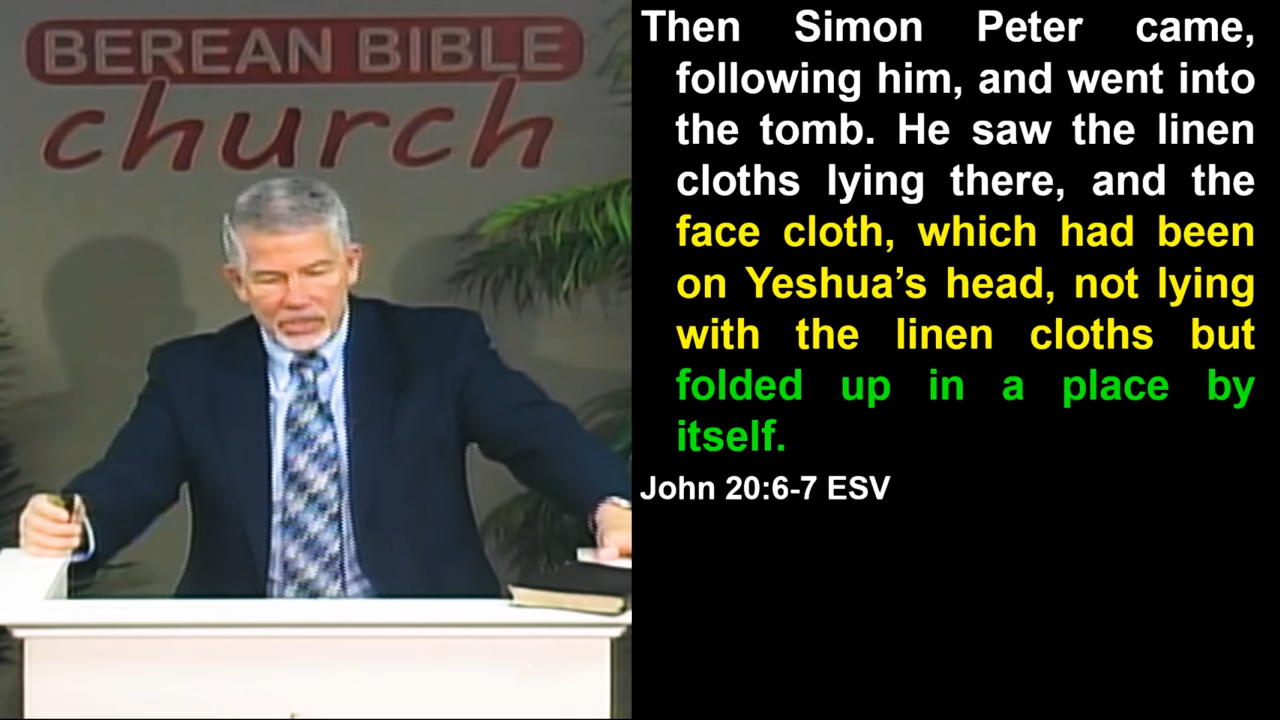 BEREAN BIBLE
church
Then Simon Peter came,
following him, and went into
the tomb. He saw the linen
cloths lying there, and the
face cloth, which had been
on Yeshua’s head, not lying
with the linen cloths but
folded up in a place by
itself.
John 20:6-7 ESV